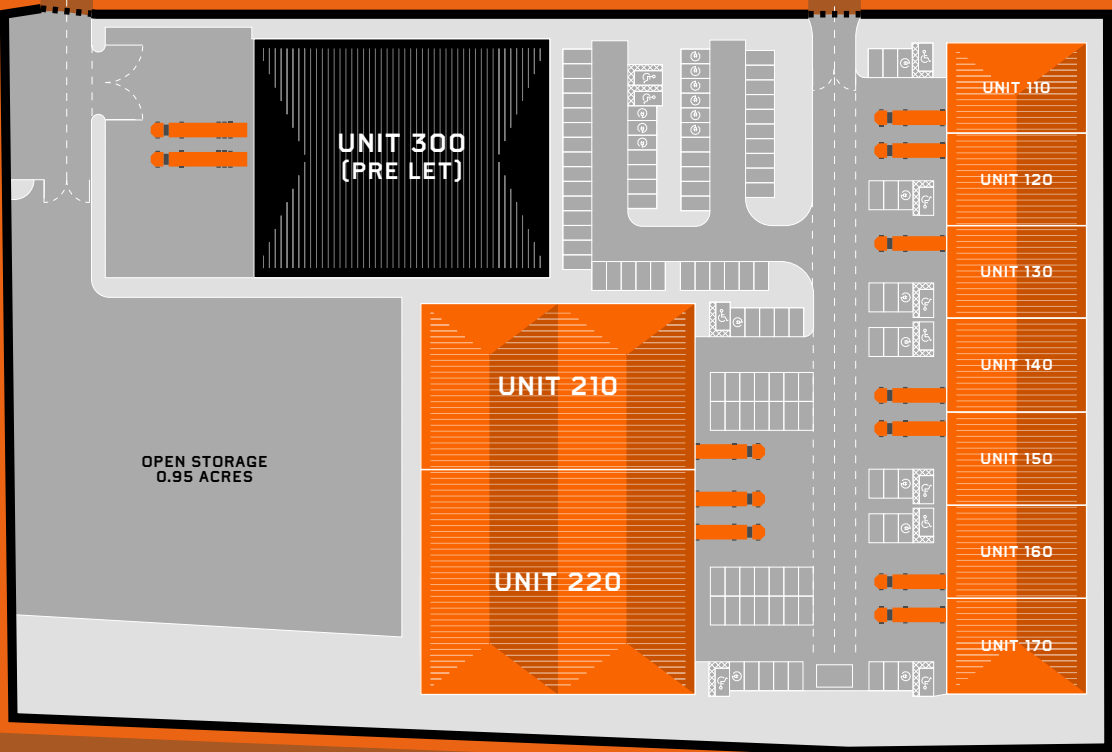 UNIT 300
(PRE LET)
UNIT 110
UNIT 120
UNIT 130
UNIT 140
UNIT 150
UNIT 160
UNIT 170
UNIT 210
UNIT 220
OPEN STORAGE
0.95 ACRES